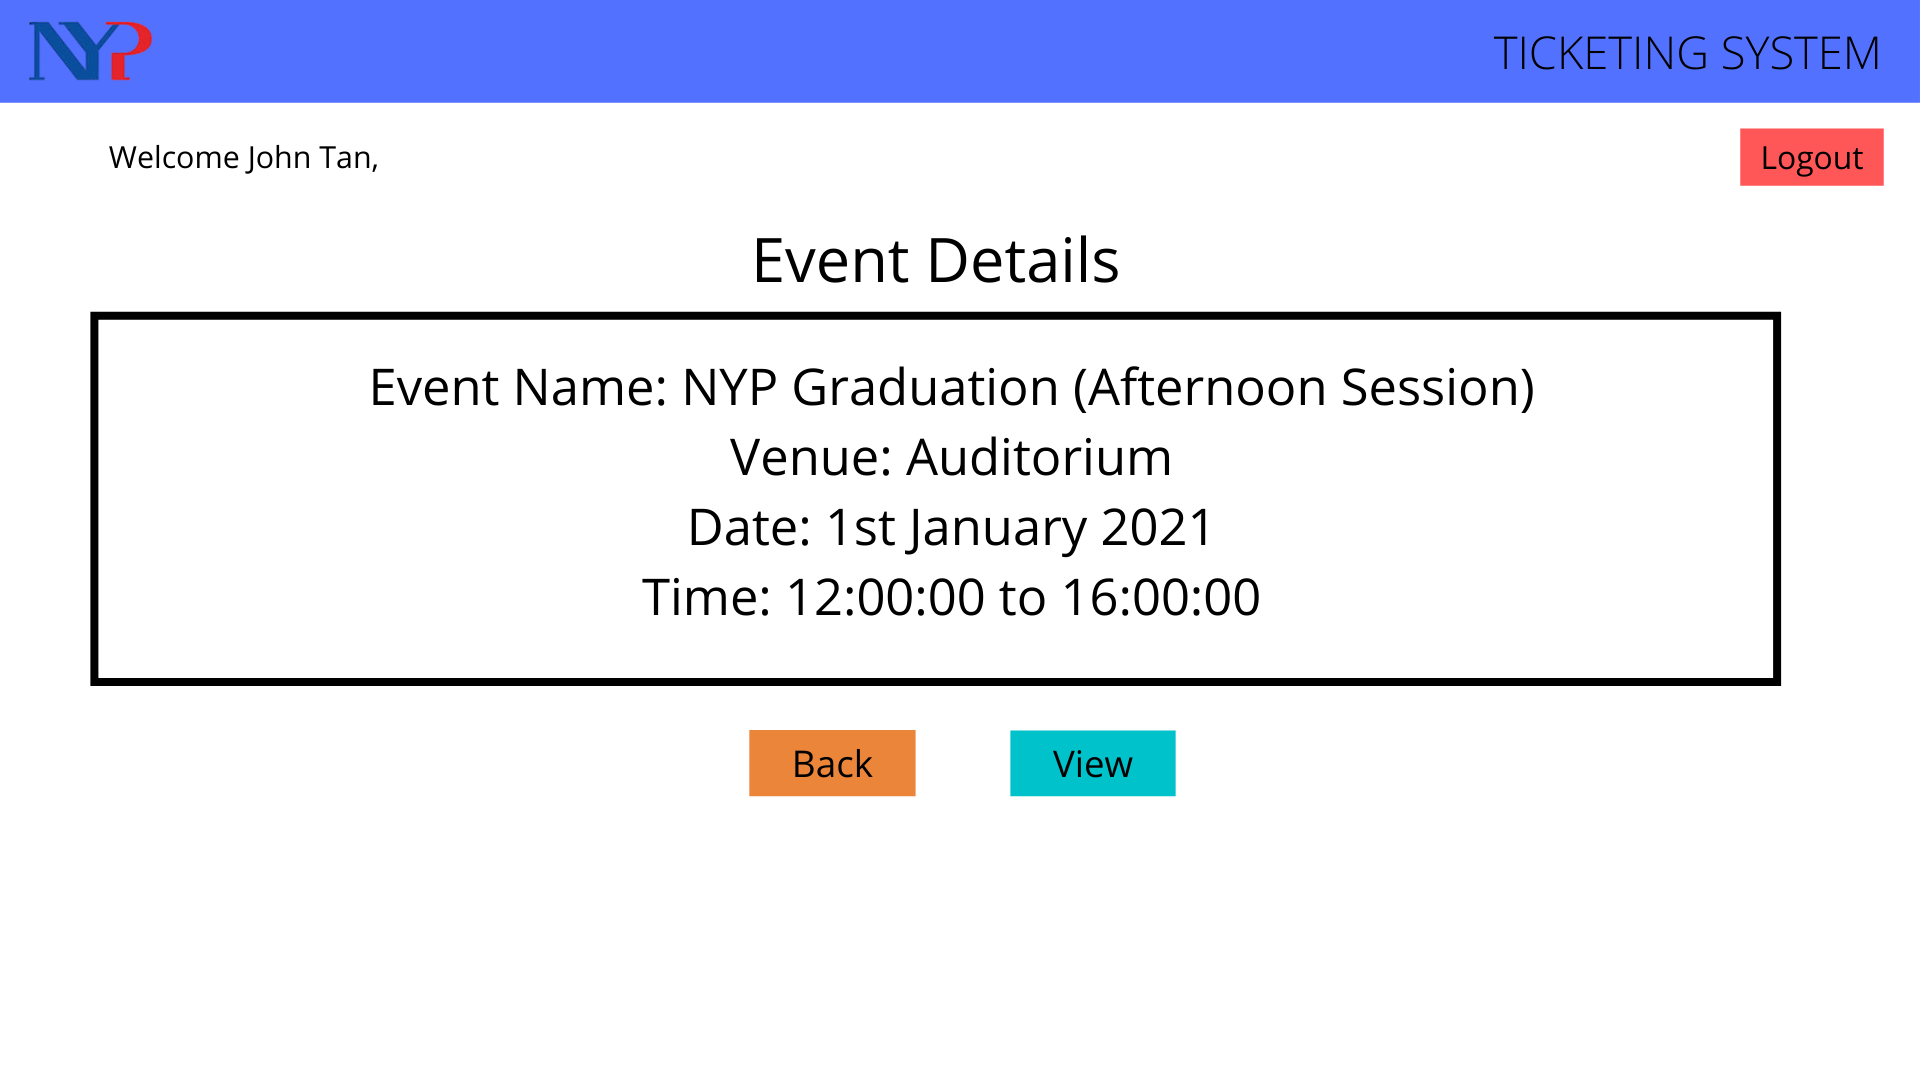 NYP
TICKETING SYSTEM
Welcome John Tan,
Logout
Event Details
Event Name: NYP Graduation (Afternoon Session)
Venue: Auditorium
Date: 1st January 2021
Time: 12:00:00 to 16:00:00
Back
View